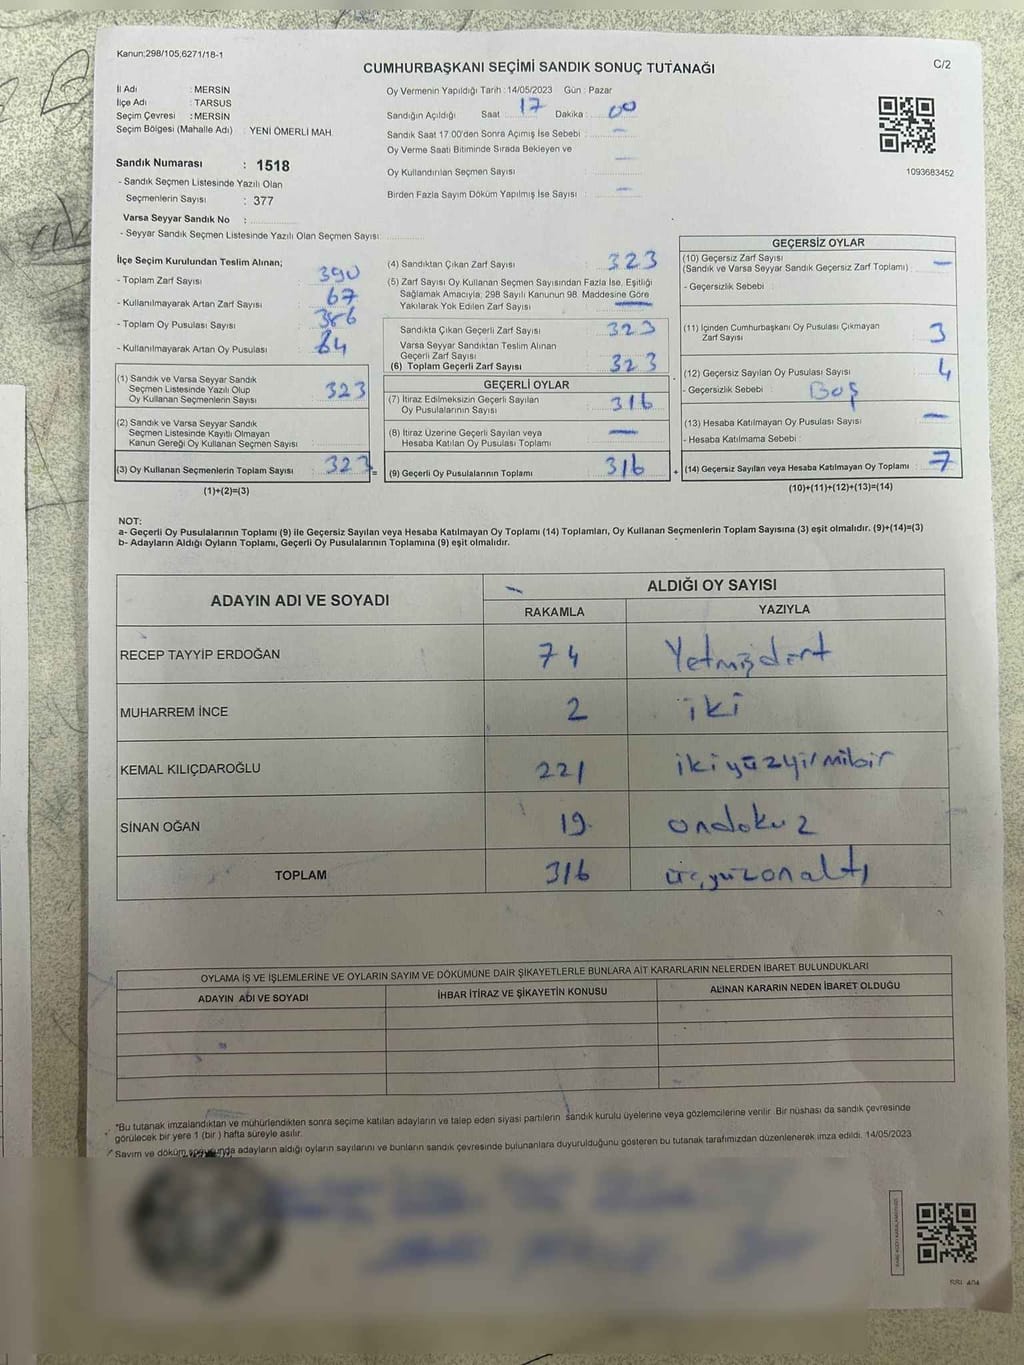 Kanun:298/105,6271/18-1
C/2
CUMHURBAŞKANI SEÇİMİ SANDIK SONUÇ TUTANAĞI
İl Adı : MERSİN
İlçe Adı : TARSUS
Seçim Çevresi : MERSİN
Seçim Bölgesi (Mahalle Adı) : YENİ ÖMERLİ MAH.
Sandık Numarası : 1518
- Sandık Seçmen Listesinde Yazılı Olan
Seçmenlerin Sayısı : 377
Varsa Seyyar Sandık No :
- Seyyar Sandık Seçmen Listesinde Yazılı Olan Seçmen Sayısı:
Oy Vermenin Yapıldığı Tarih : 14/05/2023 Gün : Pazar
Sandığın Açıldığı Saat 17 Dakika : 00
Sandık Saat 17.00'den Sonra Açımış İse Sebebi : -
Oy Verme Saati Bitiminde Sırada Bekleyen ve
Oy Kullandırılan Seçmen Sayısı : -
Birden Fazla Sayım Döküm Yapılmış İse Sayısı : -
1093683452
İlçe Seçim Kurulundan Teslim Alınan;
- Toplam Zarf Sayısı : 390
- Kullanılmayarak Artan Zarf Sayısı : 67
- Toplam Oy Pusulası Sayısı : 386
- Kullanılmayarak Artan Oy Pusulası : 64
(1) Sandık ve Varsa Seyyar Sandık
Seçmen Listesinde Yazılı Olup
Oy Kullanan Seçmenlerin Sayısı : 323
(2) Sandık ve Varsa Seyyar Sandık
Seçmen Listesinde Kayıtlı Olmayan
Kanun Gereği Oy Kullanan Seçmen Sayısı :
(3) Oy Kullanan Seçmenlerin Toplam Sayısı : 323 =
(1)+(2)=(3)
(4) Sandıktan Çıkan Zarf Sayısı : 323
(5) Zarf Sayısı Oy Kullanan Seçmen Sayısından Fazla İse, Eşitliği
Sağlamak Amacıyla, 298 Sayılı Kanunun 98. Maddesine Göre
Yakılarak Yok Edilen Zarf Sayısı : -
Sandıkta Çıkan Geçerli Zarf Sayısı : 323
Varsa Seyyar Sandıktan Teslim Alınan
Geçerli Zarf Sayısı :
(6) Toplam Geçerli Zarf Sayısı : 323
GEÇERLİ OYLAR
(7) İtiraz Edilmeksizin Geçerli Sayılan
Oy Pusulalarının Sayısı : 316
(8) İtiraz Üzerine Geçerli Sayılan veya
Hesaba Katılan Oy Pusulası Toplamı : -
(9) Geçerli Oy Pusulalarının Toplamı : 316 +
GEÇERSİZ OYLAR
(10) Geçersiz Zarf Sayısı
(Sandık ve Varsa Seyyar Sandık Geçersiz Zarf Toplamı) : -
- Geçersizlik Sebebi :
(11) İçinden Cumhurbaşkanı Oy Pusulası Çıkmayan
Zarf Sayısı : 3
(12) Geçersiz Sayılan Oy Pusulası Sayısı : 4
- Geçersizlik Sebebi : Boş
(13) Hesaba Katılmayan Oy Pusulası Sayısı : -
- Hesaba Katılmama Sebebi :
(14) Geçersiz Sayılan veya Hesaba Katılmayan Oy Toplamı : 7
(10)+(11)+(12)+(13)=(14)
NOT:
a- Geçerli Oy Pusulalarının Toplamı (9) ile Geçersiz Sayılan veya Hesaba Katılmayan Oy Toplamı (14) Toplamları, Oy Kullanan Seçmenlerin Toplam Sayısına (3) eşit olmalıdır. (9)+(14)=(3)
b- Adayların Aldığı Oyların Toplamı, Geçerli Oy Pusulalarının Toplamına (9) eşit olmalıdır.
ADAYIN ADI VE SOYADI ALDIĞI OY SAYISI
RAKAMLA YAZIYLA
RECEP TAYYİP ERDOĞAN 74 Yetmişdört
MUHARREM İNCE 2 iki
KEMAL KILIÇDAROĞLU 221 ikiyüzyirmibir
SİNAN OĞAN 19 ondokuz
TOPLAM 316 üçyüzonaltı
OYLAMA İŞ VE İŞLEMLERİNE VE OYLARIN SAYIM VE DÖKÜMÜNE DAİR ŞİKAYETLERLE BUNLARA AİT KARARLARIN NELERDEN İBARET BULUNDUKLARI
ADAYIN ADI VE SOYADI İHBAR İTİRAZ VE ŞİKAYETİN KONUSU ALINAN KARARIN NEDEN İBARET OLDUĞU
*Bu tutanak imzalandıktan ve mühürlendikten sonra seçime katılan adayların ve talep eden siyasi partilerin sandık kurulu üyelerine veya gözlemcilerine verilir. Bir nüshası da sandık çevresinde
görülecek bir yere 1 (bir) hafta süreyle asılır.
Sayım ve döküm sonunda adayların aldığı oyların sayılarını ve bunların sandık çevresinde bulunanlara duyurulduğunu gösteren bu tutanak tarafımızdan düzenlenerek imza edildi. 14/05/2023